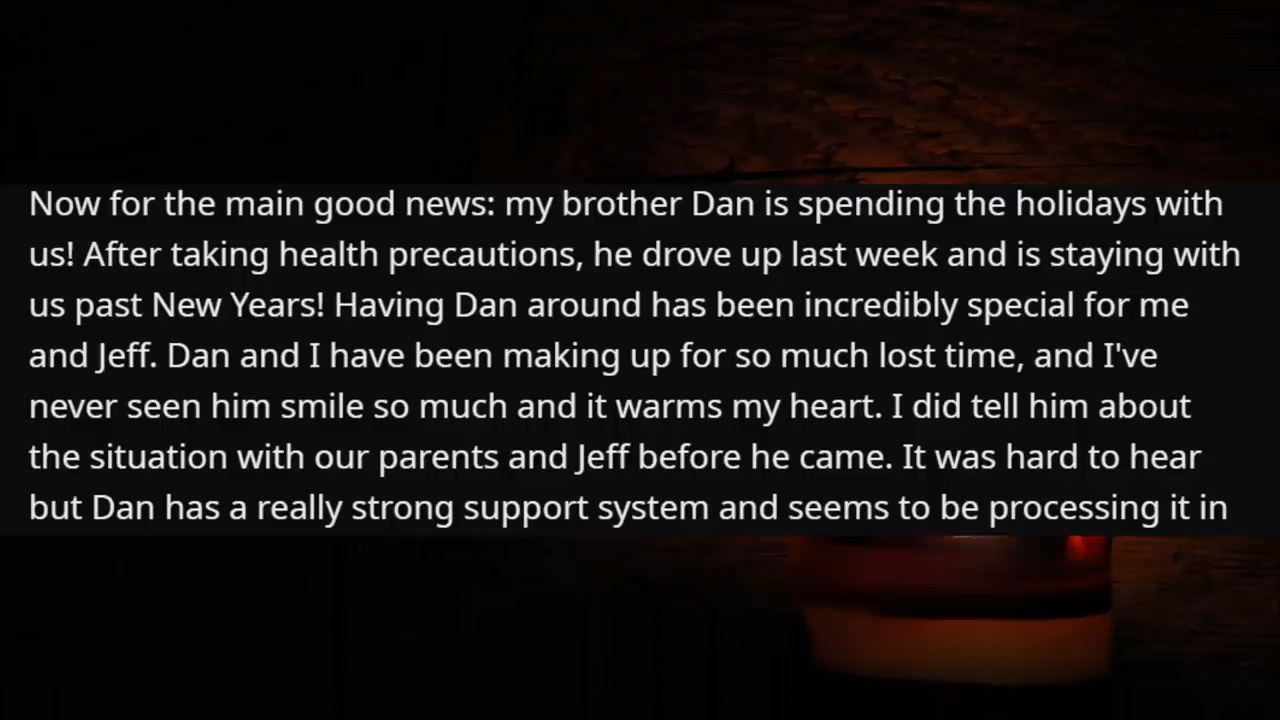 Now for the main good news: my brother Dan is spending the holidays with
us! After taking health precautions, he drove up last week and is staying with
us past New Years! Having Dan around has been incredibly special for me
and Jeff. Dan and I have been making up for so much lost time, and I've
never seen him smile so much and it warms my heart. I did tell him about
the situation with our parents and Jeff before he came. It was hard to hear
but Dan has a really strong support system and seems to be processing it in